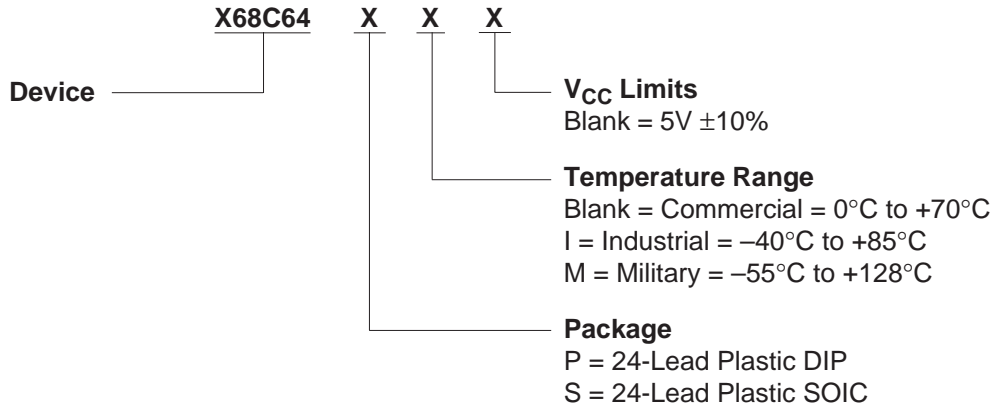 X68C64 X X X
Device
VCC Limits
Blank = 5V ±10%
Temperature Range
Blank = Commercial = 0°C to +70°C
I = Industrial = –40°C to +85°C
M = Military = –55°C to +128°C
Package
P = 24-Lead Plastic DIP
S = 24-Lead Plastic SOIC